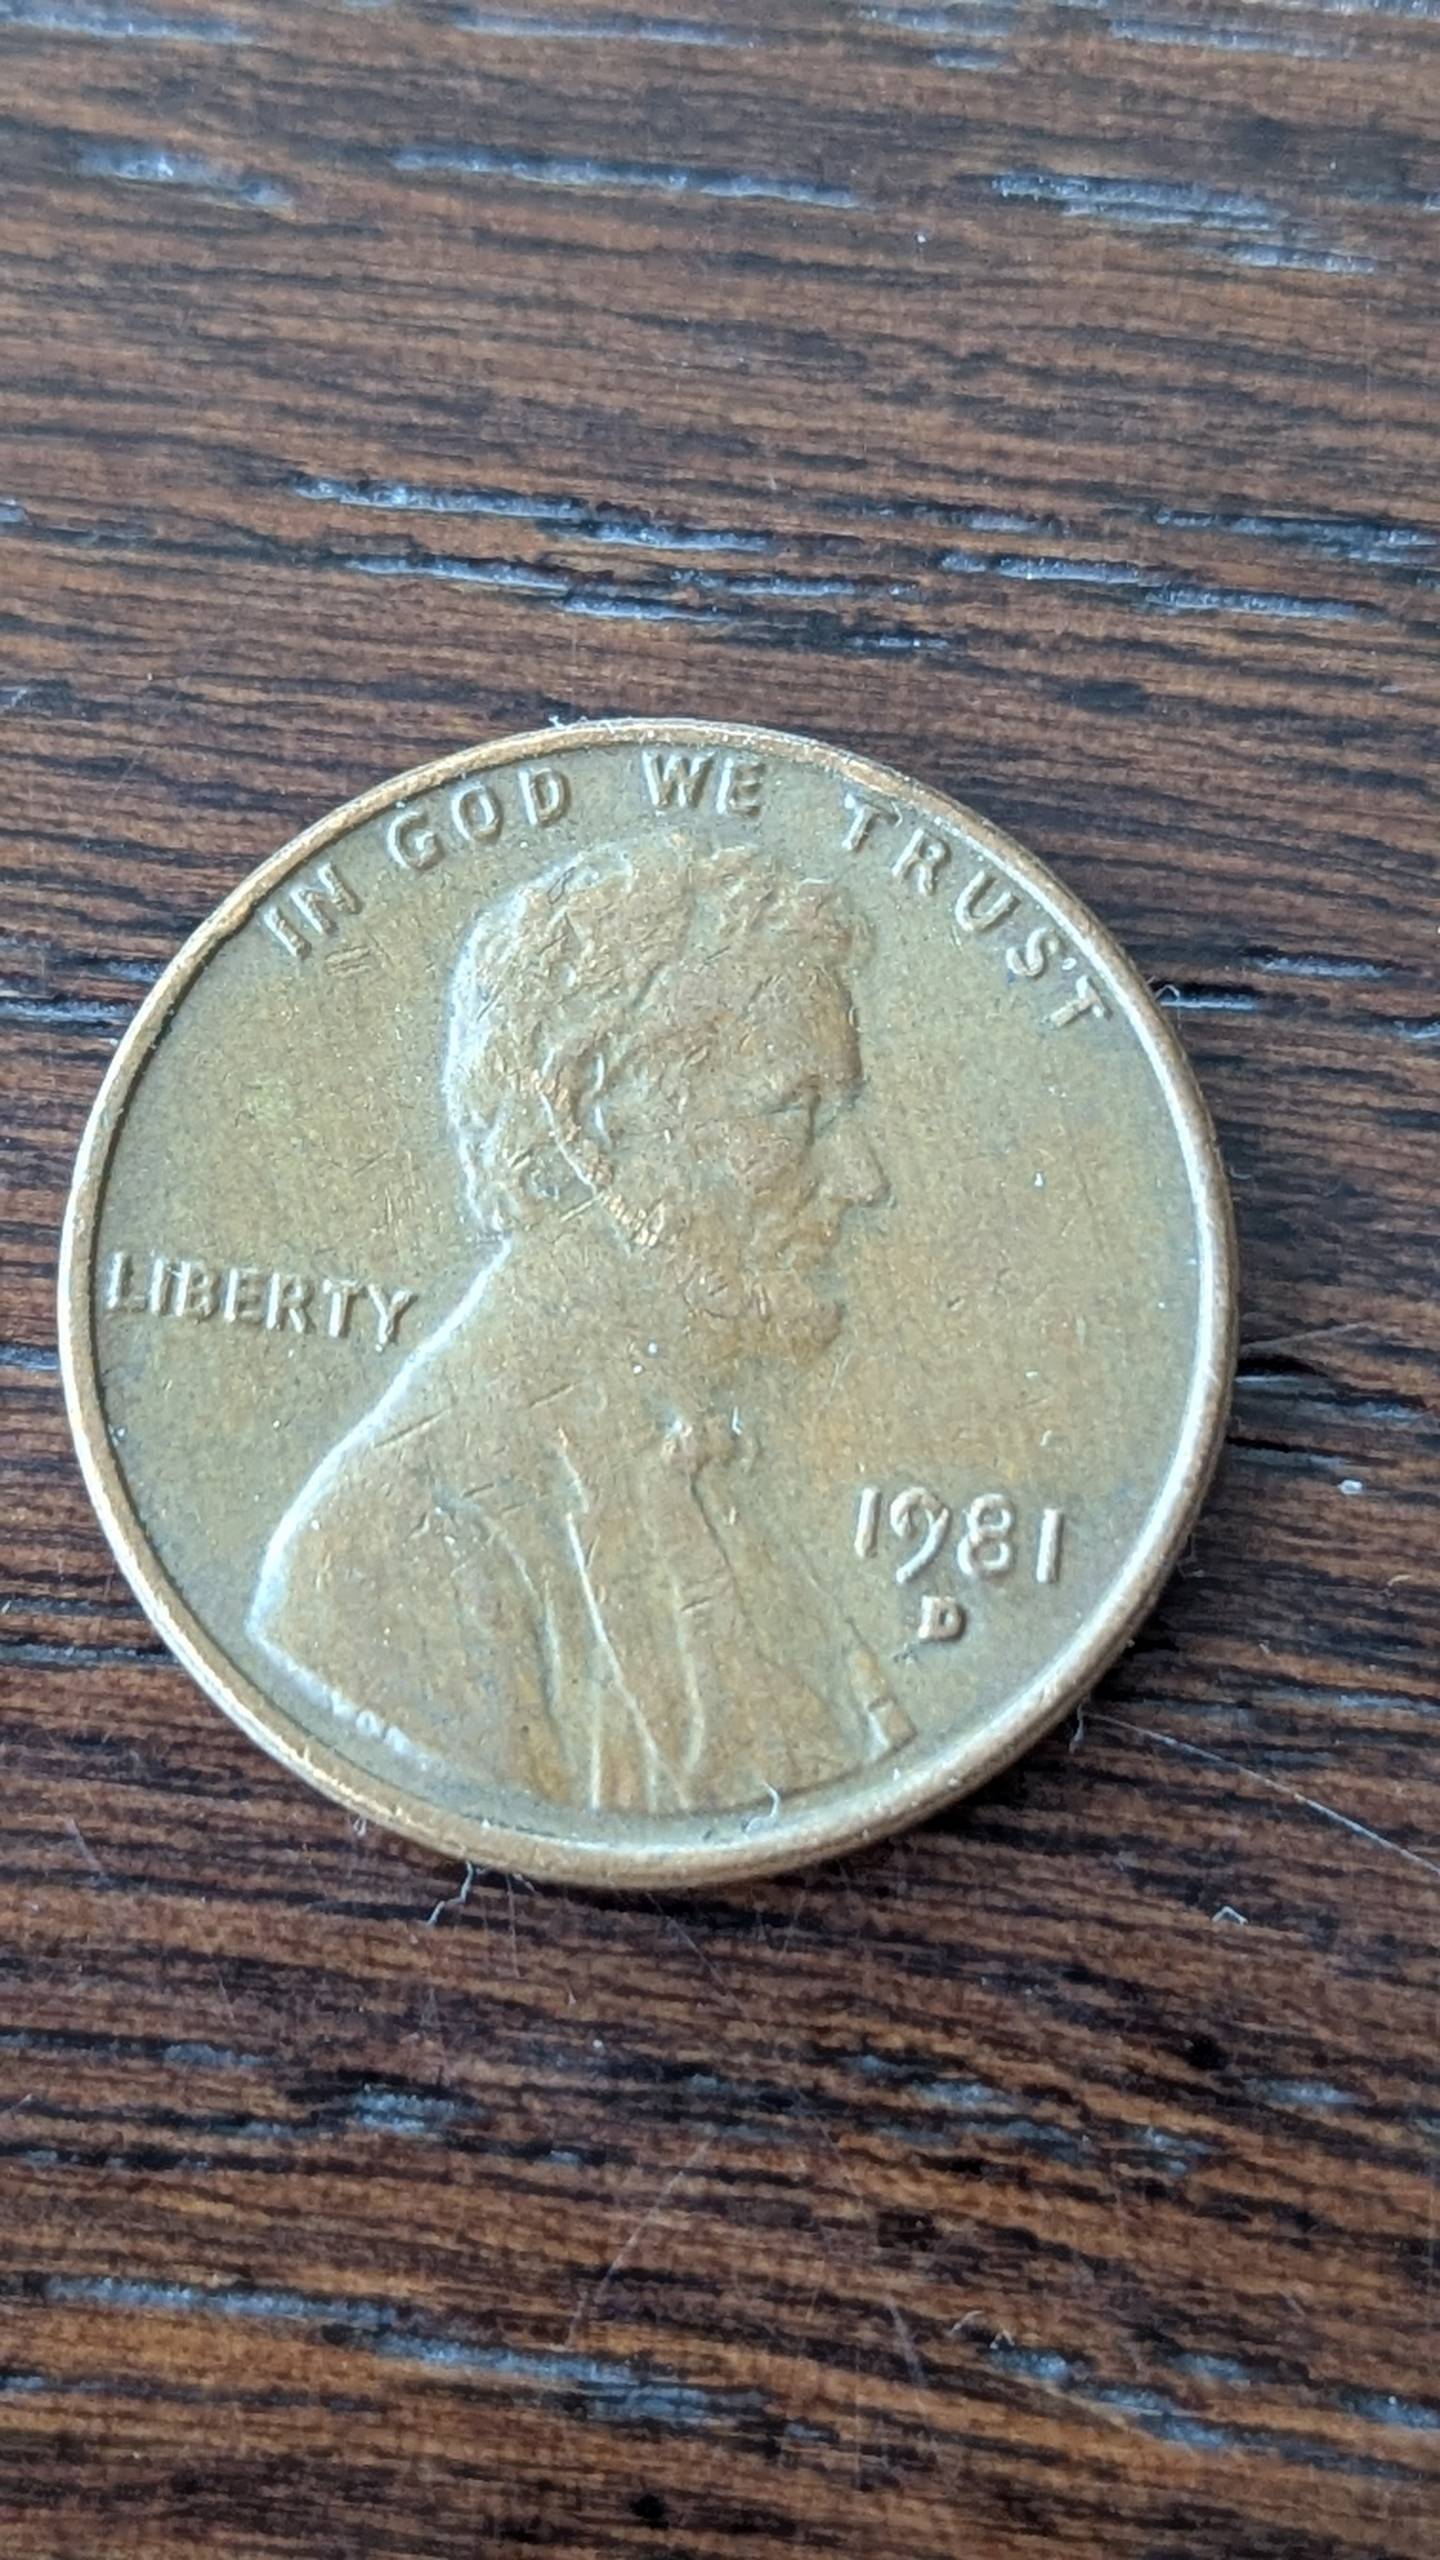 IN GOD WE TRUST
LIBERTY
1981
D